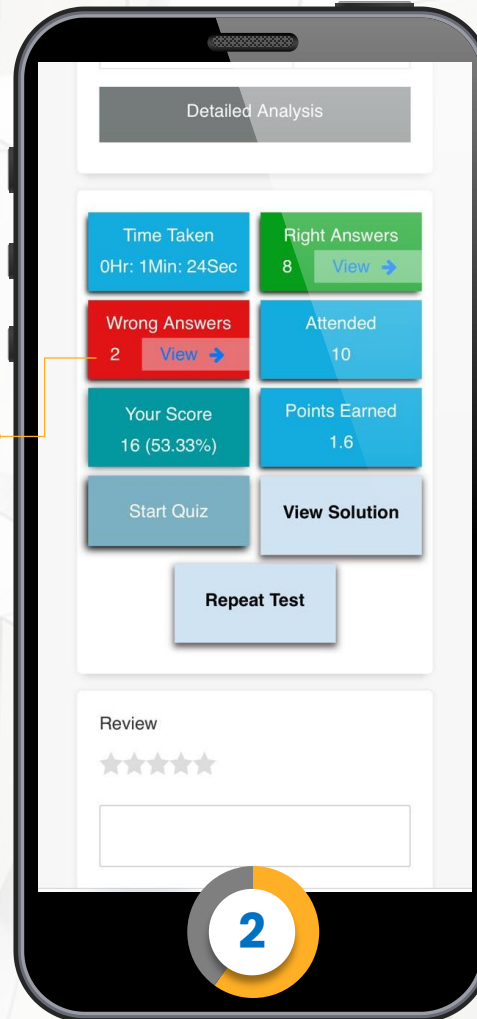 Detailed Analysis
Time Taken
0Hr: 1Min: 24Sec
Right Answers
8 View
Wrong Answers
2 View
Attended
10
Your Score
16 (53.33%)
Points Earned
1.6
Start Quiz
View Solution
Repeat Test
Review
2